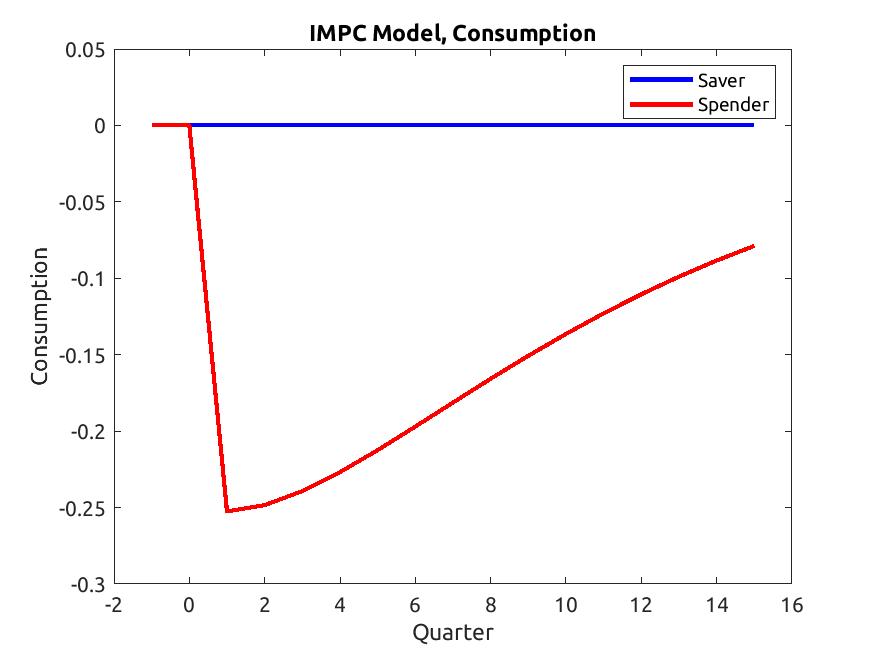 IMPC Model, Consumption
0.05
0
-0.05
-0.1
-0.15
-0.2
-0.25
-0.3
Consumption
Saver
Spender
-2 0 2 4 6 8 10 12 14 16
Quarter